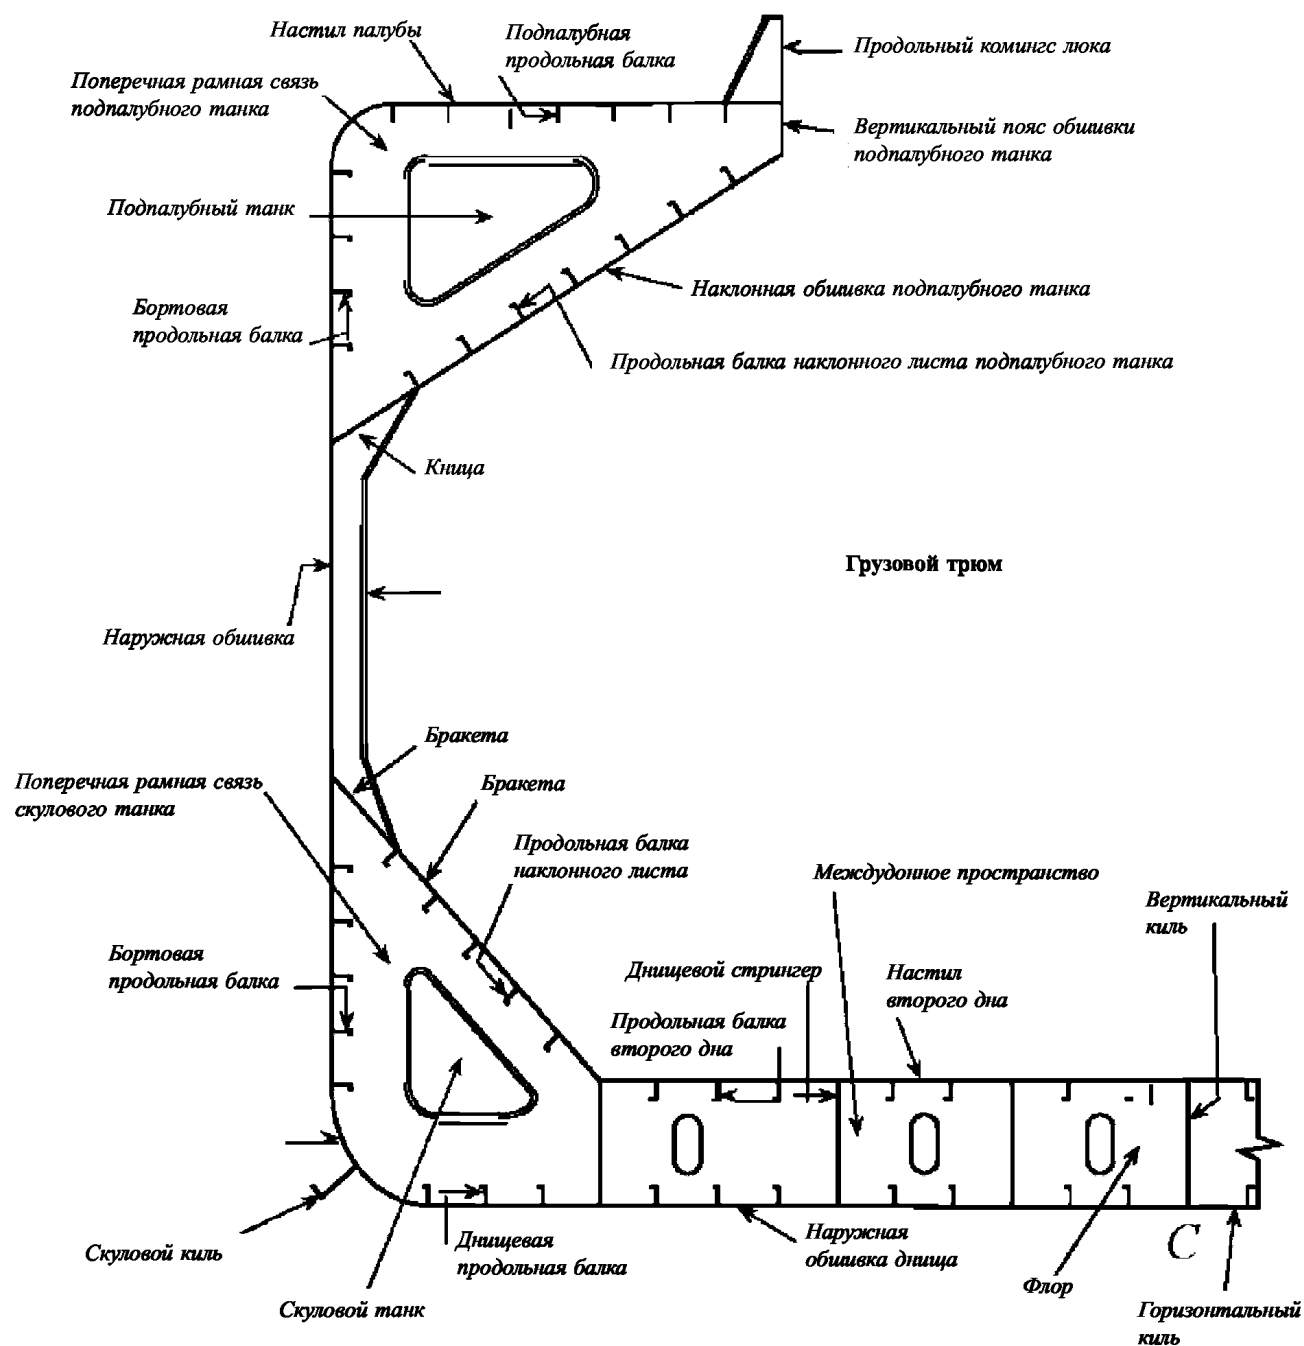 Настил палубы
Подпалубная
продольная балка
Продольный комингс люка
Поперечная рамная связь
подпалубного танка
Вертикальный пояс обшивки
подпалубного танка
Подпалубный танк
Наклонная обшивка подпалубного танка
Бортовая
продольная балка
Продольная балка наклонного листа подпалубного танка
Кница
Грузовой трюм
Наружная обшивка
Бракета
Поперечная рамная связь
скулового танка
Бракета
Продольная балка
наклонного листа
Междудонное пространство
Вертикальный
киль
Бортовая
продольная балка
Днищевой стрингер
Настил
второго дна
Продольная балка
второго дна
Скуловой киль
Днищевая
продольная балка
Наружная
обшивка днища
С
Флор
Скуловой танк
Горизонтальный
киль